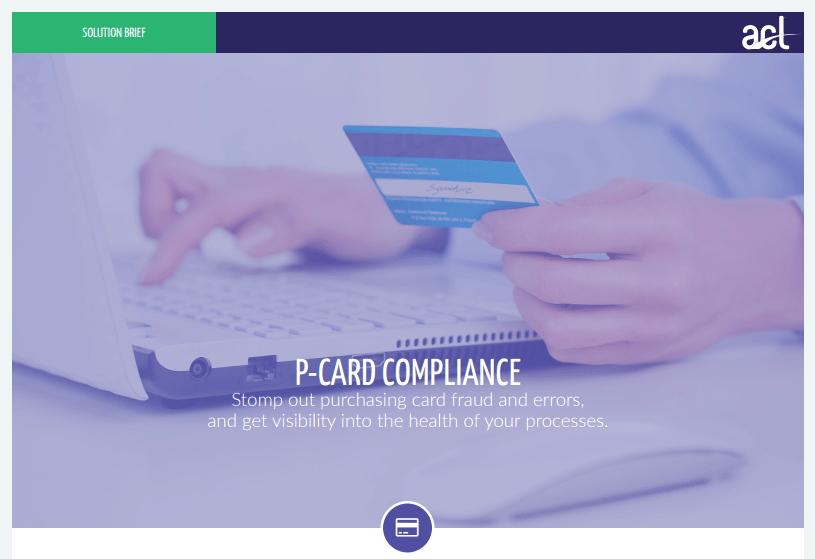 SOLUTION BRIEF
acl
Signature
P-CARD COMPLIANCE
Stomp out purchasing card fraud and errors,
and get visibility into the health of your processes.